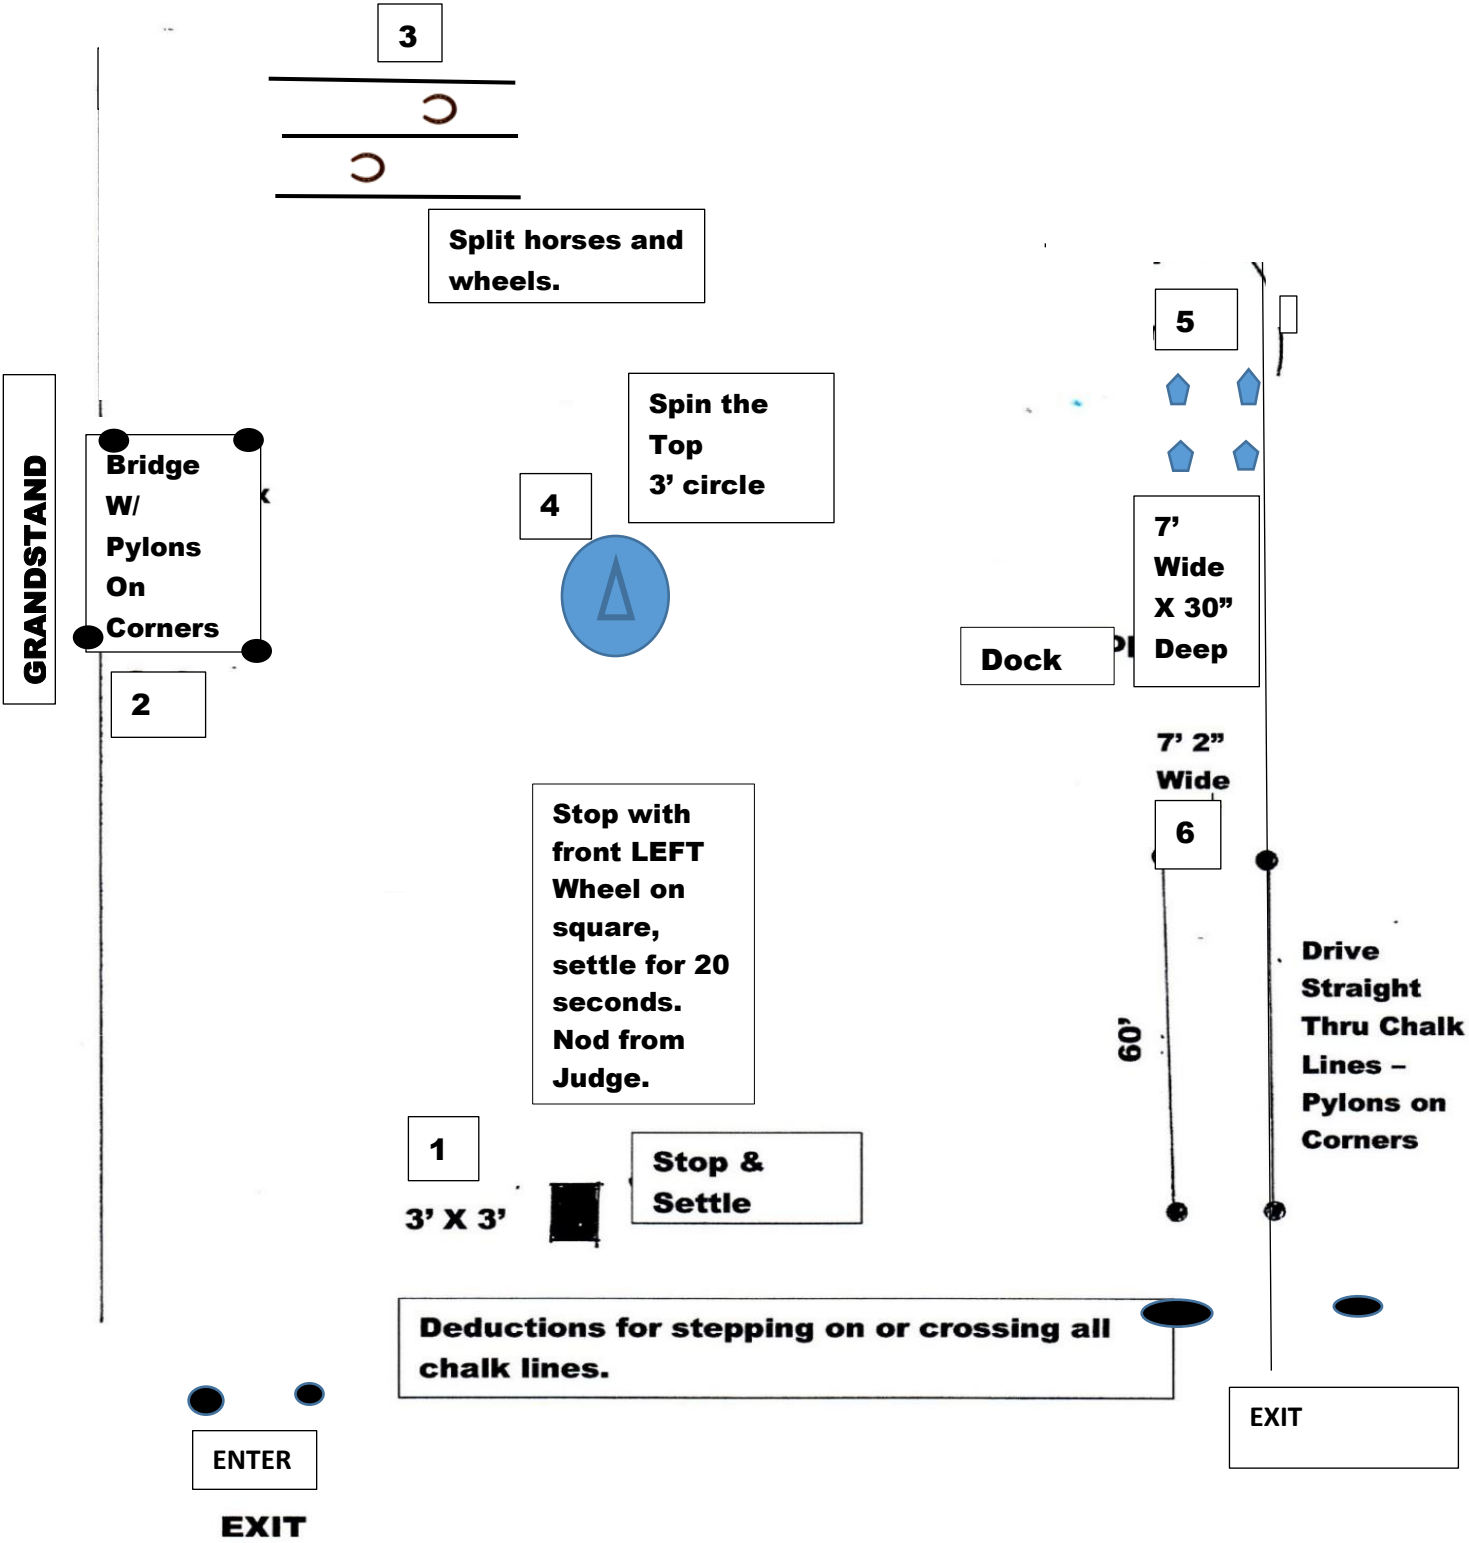 3
Split horses and
wheels.
5
Spin the
Top
3’ circle
GRANDSTAND
Bridge
W/
Pylons
On
Corners
4
7’
Wide
X 30”
Deep
Dock
2
7’ 2”
Wide
6
Stop with
front LEFT
Wheel on
square,
settle for 20
seconds.
Nod from
Judge.
60’
Drive
Straight
Thru Chalk
Lines –
Pylons on
Corners
1
3’ X 3’
Stop &
Settle
Deductions for stepping on or crossing all
chalk lines.
ENTER
EXIT
EXIT